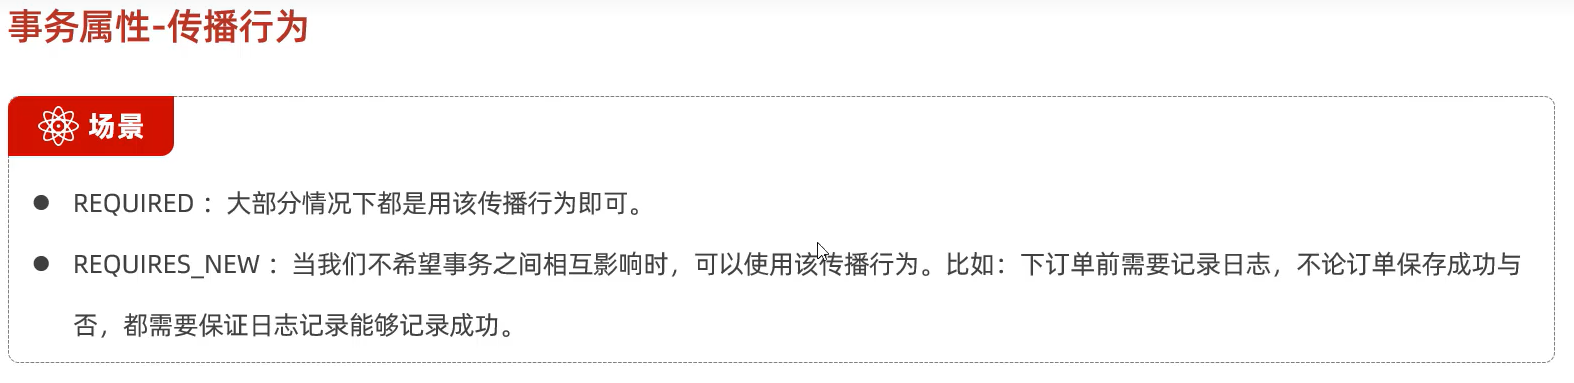 事务属性-传播行为
场景
● REQUIRED ：大部分情况下都是用该传播行为即可。
● REQUIRES_NEW ：当我们不希望事务之间相互影响时，可以使用该传播行为。比如：下订单前需要记录日志，不论订单保存成功与
否，都需要保证日志记录能够记录成功。